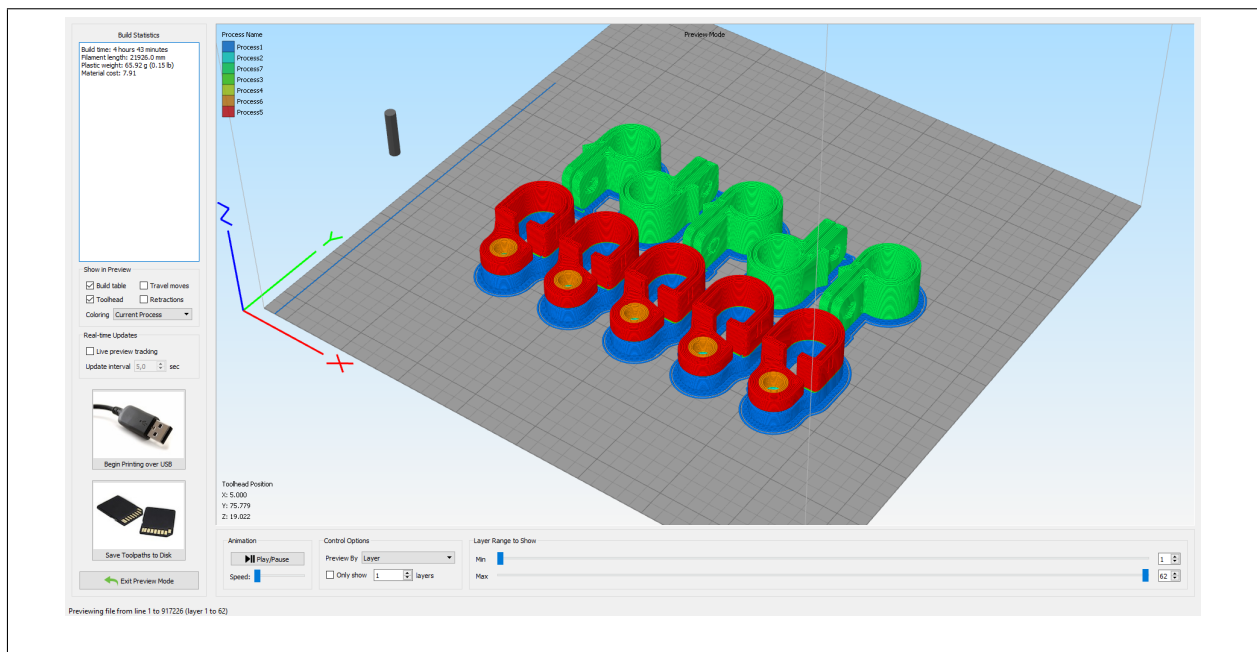 Build Statistics
Build time: 4 hours 43 minutes
Filament length: 21926.0 mm
Plastic weight: 65.92 g (0.15 lb)
Material cost: 7.91
Show in Preview
Build table
Travel moves
Toolhead
Retractions
Coloring Current Process
Real-time Updates
Live preview tracking
Update interval 5,0 sec
Begin Printing over USB
Save Toolpaths to Disk
Exit Preview Mode
Process Name
Process1
Process2
Process7
Process3
Process4
Process6
Process5
Preview Mode
Z
Y
X
Toolhead Position
X: 5.000
Y: 75.779
Z: 19.022
Animation
Play/Pause
Speed:
Control Options
Preview By Layer
Only show 1 layers
Layer Range to Show
Min 1
Max 62
Previewing file from line 1 to 917226 (layer 1 to 62)